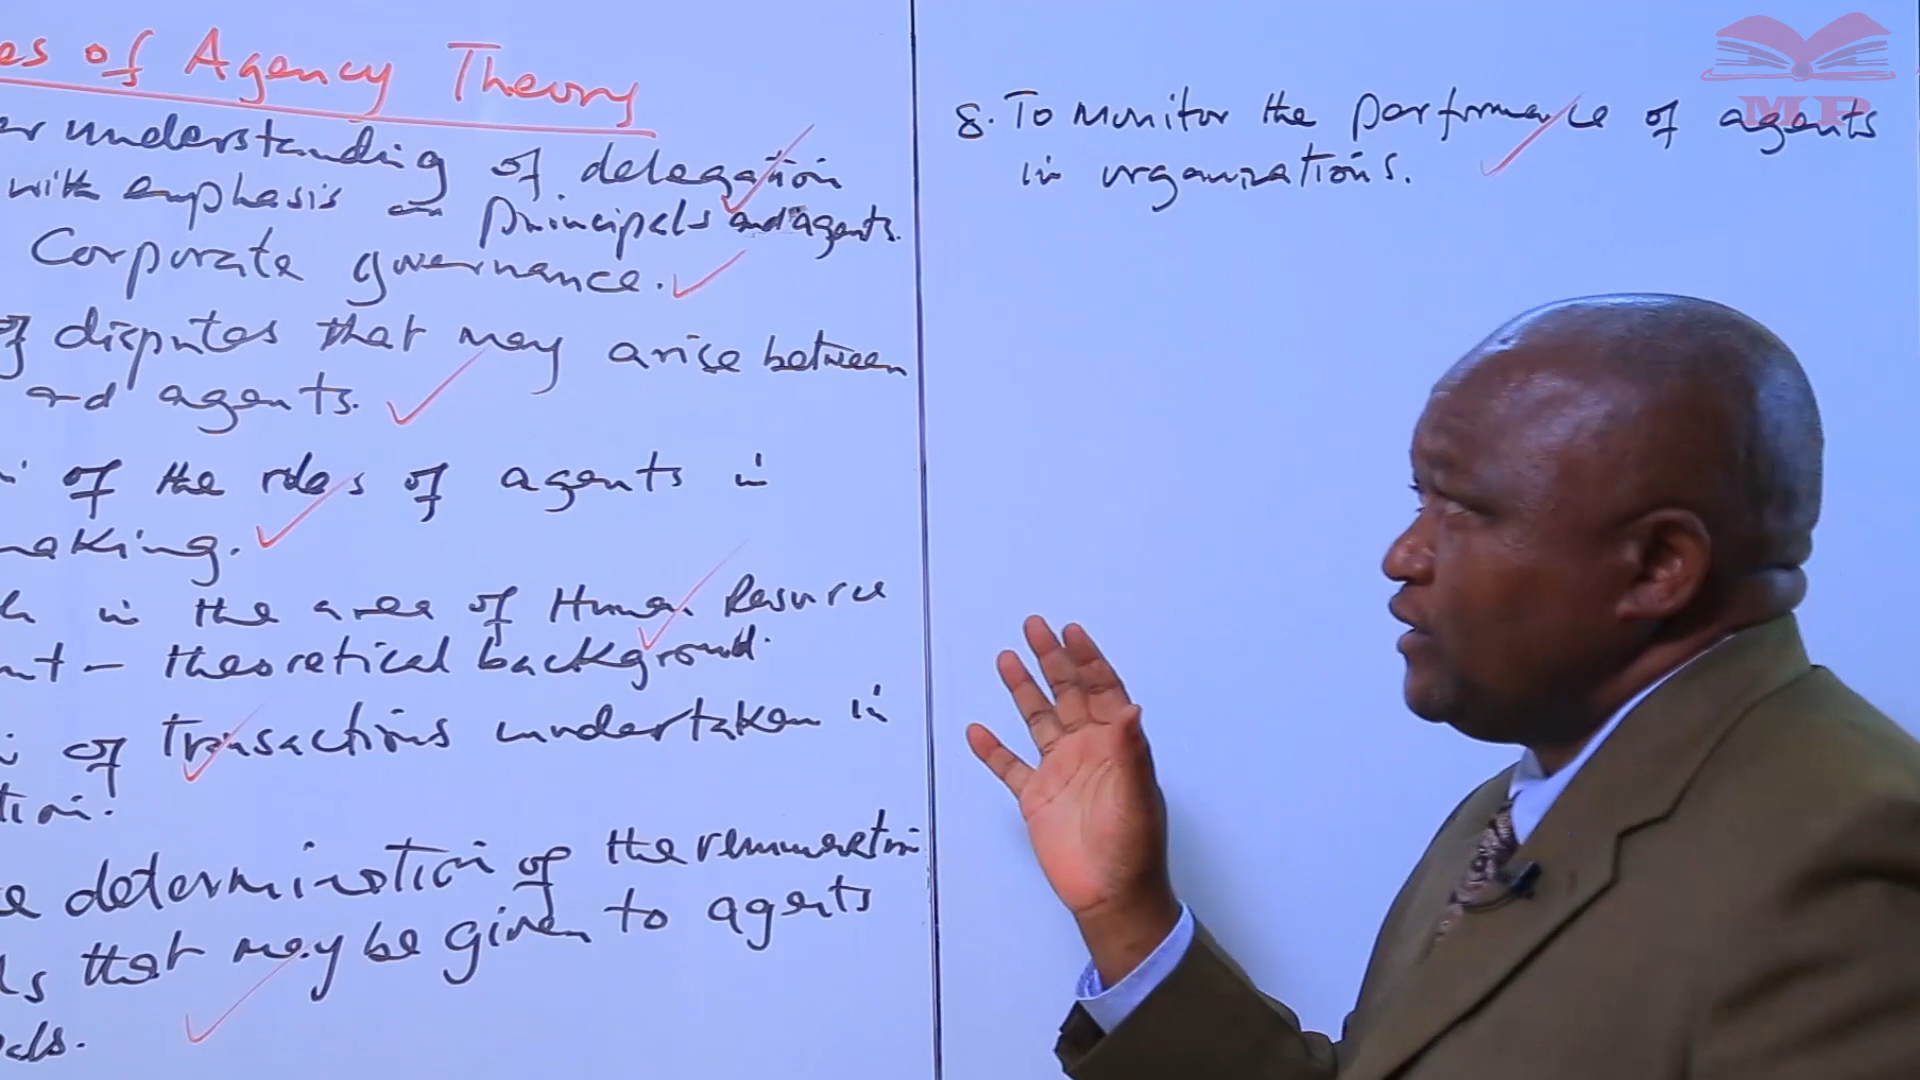 es of Agency Theory
er understanding of delegation
with emphasis on principals and agents.
Corporate governance.
of disputes that may arise between
and agents.
of the roles of agents in
making.
ch in the area of Human Resource
nt - theoretical background.
of transactions undertaken in
tion.
e determination of the remuneration
ls that may be given to agents
pals.
8. To monitor the performance of agents
in organizations.
MP